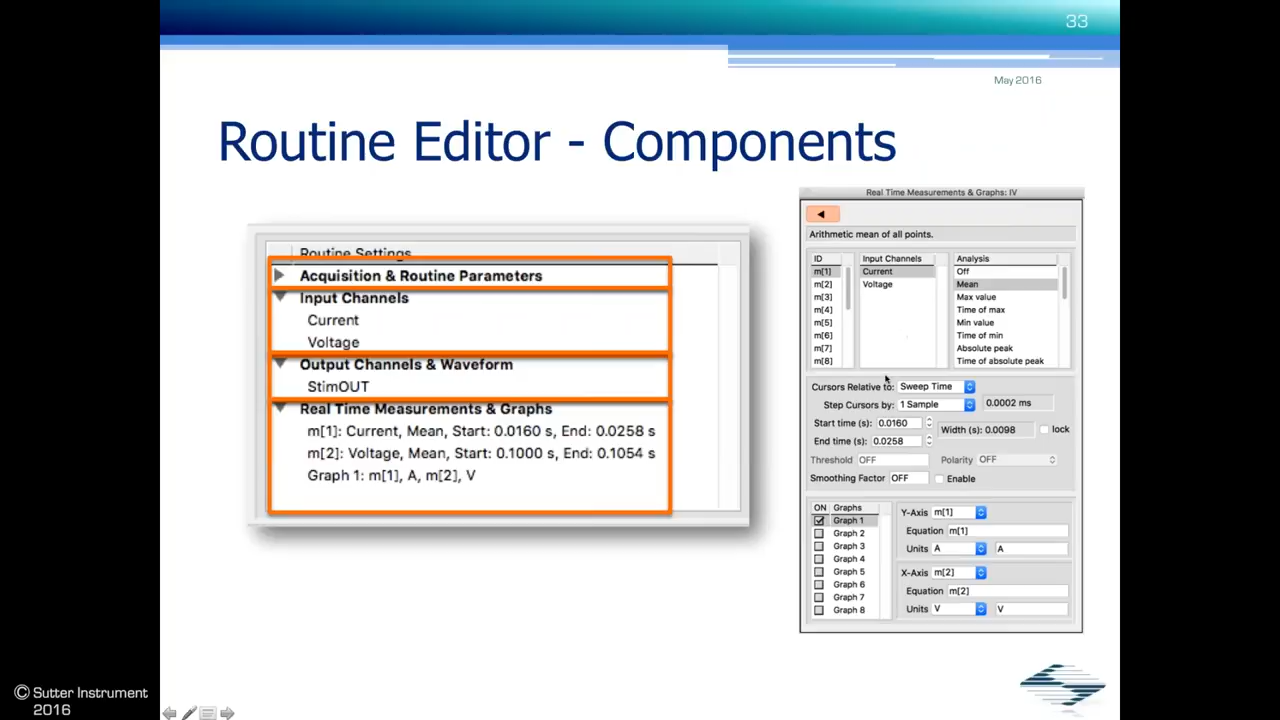 33
May 2016
Routine Editor - Components
Routine Settings
Acquisition & Routine Parameters
Input Channels
Current
Voltage
Output Channels & Waveform
StimOUT
Real Time Measurements & Graphs
m[1]: Current, Mean, Start: 0.0160 s, End: 0.0258 s
m[2]: Voltage, Mean, Start: 0.1000 s, End: 0.1054 s
Graph 1: m[1], A, m[2], V
Real Time Measurements & Graphs: IV
Arithmetic mean of all points.
ID Input Channels Analysis
m[1] Current Off
m[2] Voltage Mean
m[3] Max value
m[4] Time of max
m[5] Min value
m[6] Time of min
m[7] Absolute peak
m[8] Time of absolute peak
Cursors Relative to: Sweep Time
Step Cursors by: 1 Sample 0.0002 ms
Start time (s): 0.0160
Width (s): 0.0098 lock
End time (s): 0.0258
Threshold OFF Polarity OFF
Smoothing Factor OFF Enable
ON Graphs
Graph 1
Graph 2
Graph 3
Graph 4
Graph 5
Graph 6
Graph 7
Graph 8
Y-Axis m[1]
Equation m[1]
Units A A
X-Axis m[2]
Equation m[2]
Units V V
© Sutter Instrument
2016